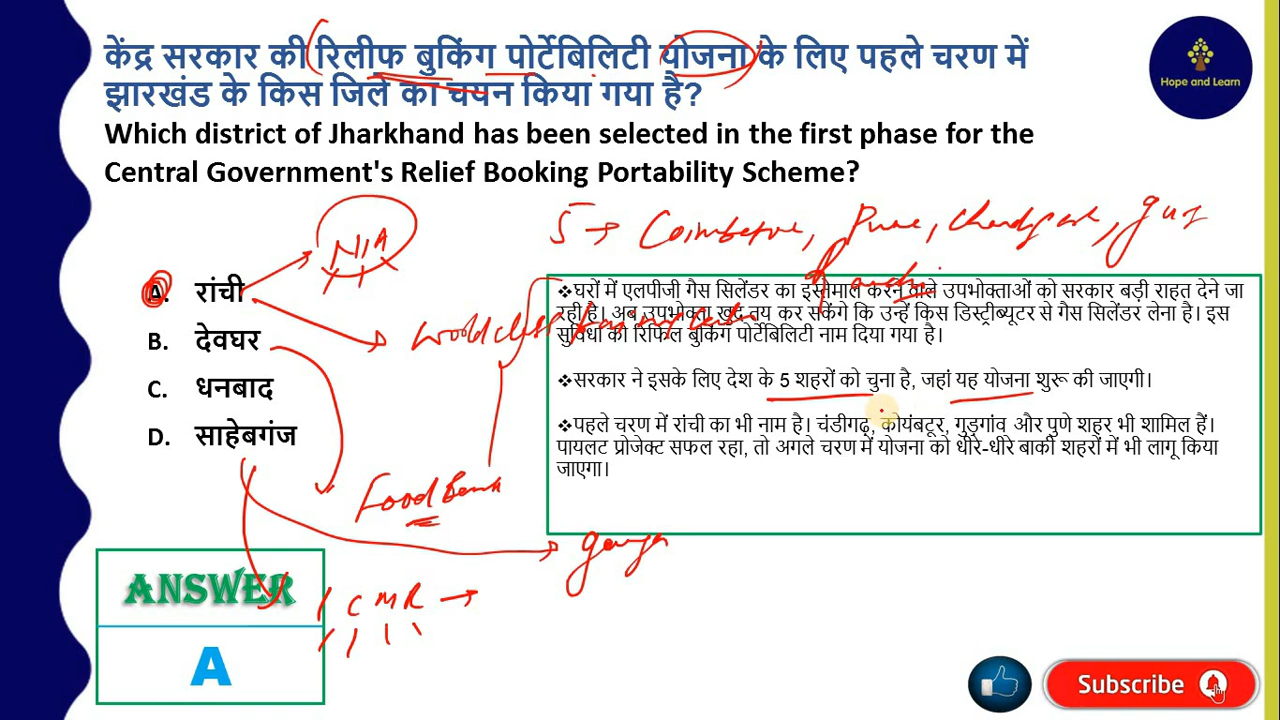 केंद्र सरकार की रिलीफ बुकिंग पोर्टेबिलिटी योजना के लिए पहले चरण में
झारखंड के किस जिले का चयन किया गया है?
Hope and Learn
Which district of Jharkhand has been selected in the first phase for the
Central Government's Relief Booking Portability Scheme?
5 → Coimbatore, Pune, Chandigarh,
NIA
A. रांची
B. देवघर
C. धनबाद
D. साहेबगंज
❖घरों में एलपीजी गैस सिलेंडर का इस्तेमाल करने वाले उपभोक्ताओं को सरकार बड़ी राहत देने जा
रही है। अब उपभोक्ता खुद तय कर सकेंगे कि उन्हें किस डिस्ट्रीब्यूटर से गैस सिलेंडर लेना है। इस
सुविधा को रिफिल बुकिंग पोर्टेबिलिटी नाम दिया गया है।
❖सरकार ने इसके लिए देश के 5 शहरों को चुना है, जहां यह योजना शुरू की जाएगी।
❖पहले चरण में रांची का भी नाम है। चंडीगढ़, कोयंबटूर, गुड़गांव और पुणे शहर भी शामिल हैं।
पायलट प्रोजेक्ट सफल रहा, तो अगले चरण में योजना को धीरे-धीरे बाकी शहरों में भी लागू किया
जाएगा।
Food Bank
ANSWER
ICMR →
A
Subscribe